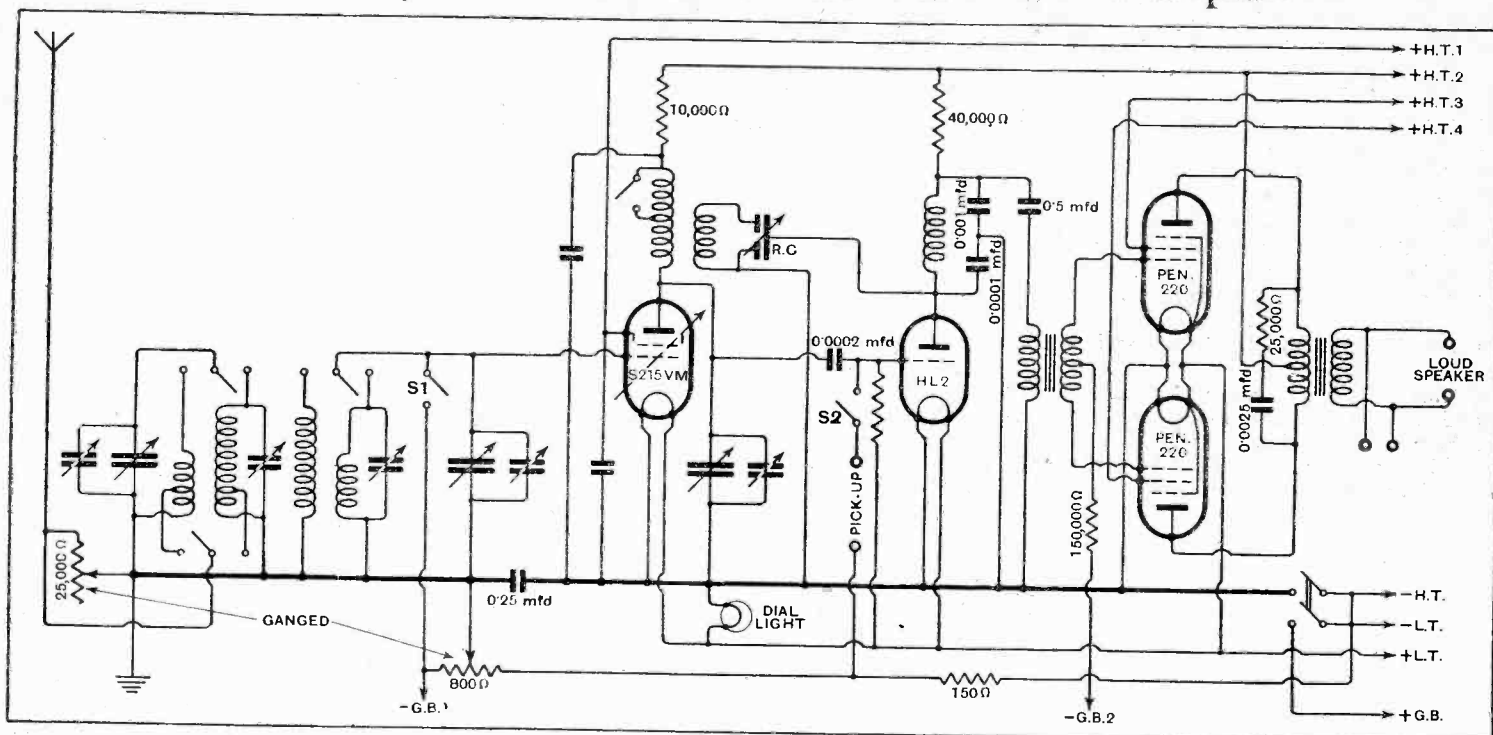 +H.T.1
+H.T.2
+H.T.3
+H.T.4
10,000Ω
40,000Ω
0·001 mfd
0·5 mfd
R.C
0·0001 mfd
PEN.
220
25,000Ω
S215VM
0·0002 mfd
HL2
LOUD
SPEAKER
S1
S2
0·0025 mfd
PEN.
220
PICK-UP
150,000Ω
25,000Ω
0·25 mfd
GANGED
DIAL
LIGHT
-H.T.
-L.T.
+L.T.
800Ω
150Ω
-G.B.1
-G.B.2
+G.B.